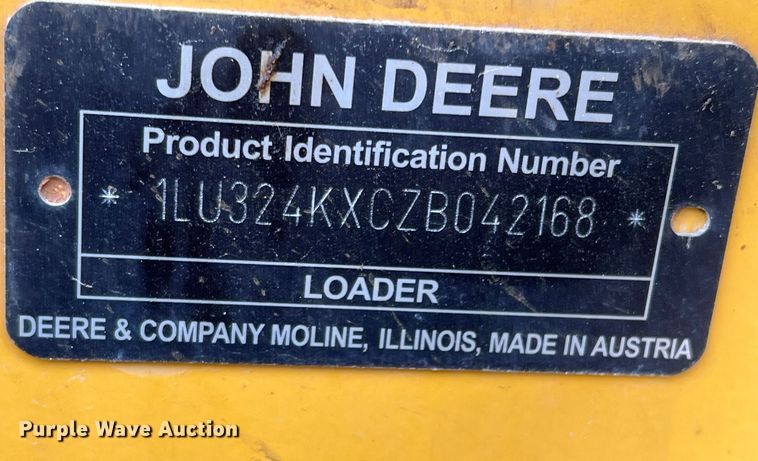 JOHN DEERE
Product Identification Number
* 1LU324KXCZB042168 *
LOADER
DEERE & COMPANY MOLINE, ILLINOIS, MADE IN AUSTRIA
Purple Wave Auction